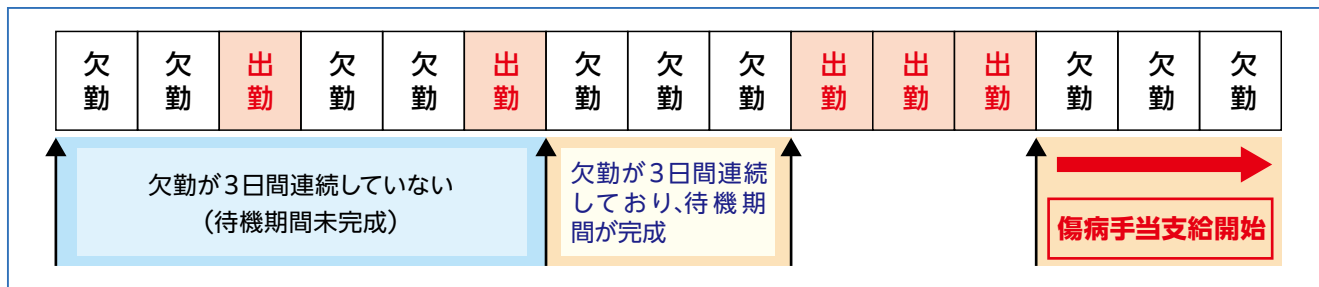 欠勤 欠勤 出勤 欠勤 欠勤 出勤 欠勤 欠勤 欠勤 出勤 出勤 出勤 欠勤 欠勤 欠勤
欠勤が3日間連続していない
（待機期間未完成）
欠勤が3日間連続
しており、待機期
間が完成
傷病手当支給開始